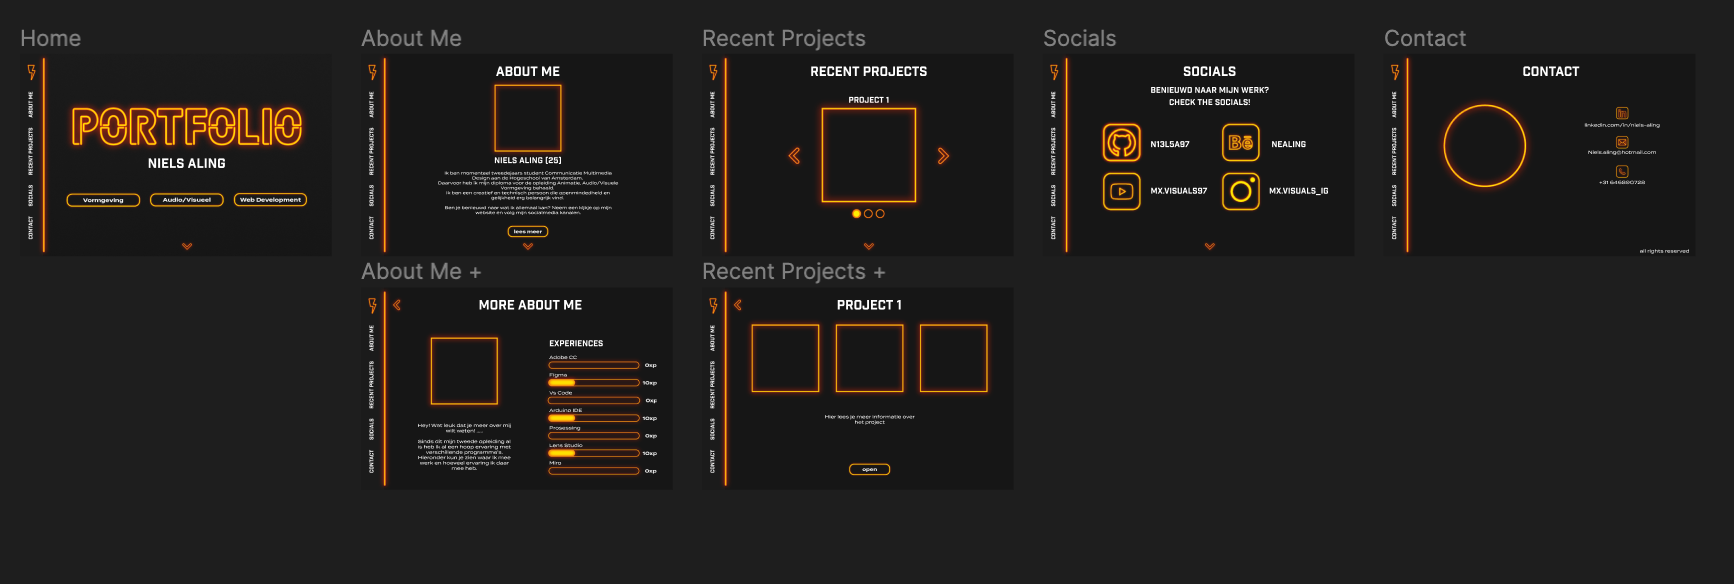 Home
ABOUT ME
RECENT PROJECTS
SOCIALS
CONTACT
PORTFOLIO
NIELS ALING
Vormgeving
Audio/Visueel
Web Development
About Me
ABOUT ME
RECENT PROJECTS
SOCIALS
CONTACT
ABOUT ME
NIELS ALING [25]
Ik ben momenteel tweedejaars student Communicatie Multimedia
Design aan de Hogeschool van Amsterdam.
Daarvoor heb ik mijn diploma voor de opleiding Animatie, Audio/Visuele
Vormgeving behaald
Ik ben een creatief en technisch persoon die openmindedheid en
gelijkheid erg belangrijk vind.
Ben je benieuwd naar wat ik allemaal kan? Neem een kijkje op mijn
website en volg mijn socialmedia kanalen.
lees meer
Recent Projects
ABOUT ME
RECENT PROJECTS
SOCIALS
CONTACT
RECENT PROJECTS
PROJECT 1
Socials
ABOUT ME
RECENT PROJECTS
SOCIALS
CONTACT
SOCIALS
BENIEUWD NAAR MIJN WERK?
CHECK THE SOCIALS!
N13LSA97
Bē
NEALING
MX.VISUALS97
MX.VISUALS_IG
Contact
ABOUT ME
RECENT PROJECTS
SOCIALS
CONTACT
CONTACT
in
linkedin.com/in/niels-aling
Niels.aling@hotmail.com
all rights reserved
About Me +
ABOUT ME
RECENT PROJECTS
SOCIALS
CONTACT
MORE ABOUT ME
Hey! Wat leuk dat je meer over mij
wilt weten! ....
Sinds dit mijn tweede opleiding al
is heb ik al een hoop ervaring met
verschillende programme's.
Hieronder kun je zien waar ik mee
werk en hoeveel ervaring ik daar
mee heb.
EXPERIENCES
Adobe CC
0xp
Figma
10xp
Vs Code
0xp
Arduino IDE
10xp
Prosessing
0xp
Lens Studio
10xp
Miro
0xp
Recent Projects +
ABOUT ME
RECENT PROJECTS
SOCIALS
CONTACT
PROJECT 1
Hier lees je meer informatie over
het project
open